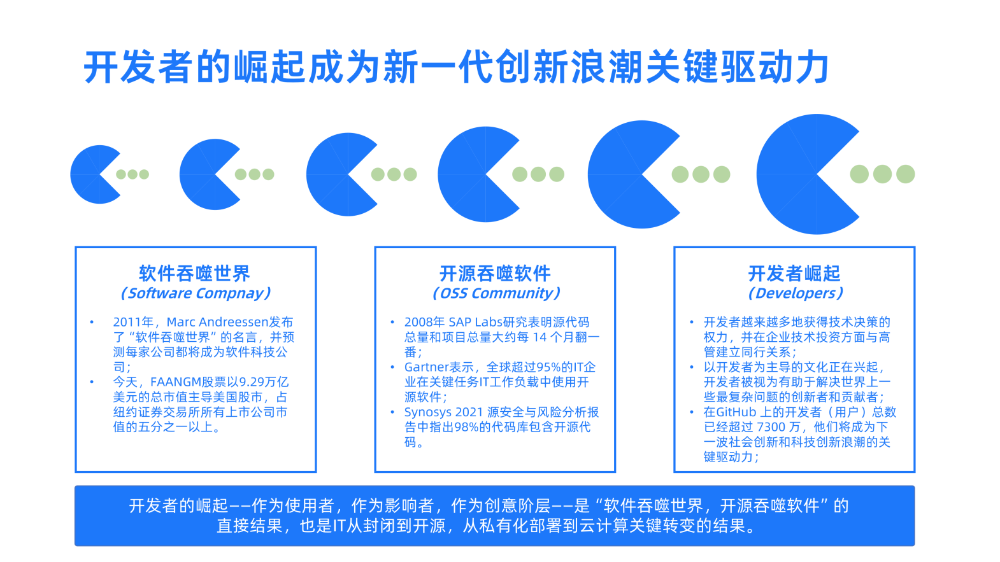 开发者的崛起成为新一代创新浪潮关键驱动力
软件吞噬世界
（Software Compnay）
• 2011年，Marc Andreessen发布
了“软件吞噬世界”的名言，并预
测每家公司都将成为软件科技公
司；
• 今天，FAANGM股票以9.29万亿
美元的总市值主导美国股市，占
纽约证券交易所所有上市公司市
值的五分之一以上。
开源吞噬软件
（OSS Community）
• 2008年 SAP Labs研究表明源代码
总量和项目总量大约每 14 个月翻一
番；
• Gartner表示，全球超过95%的IT企
业在关键任务IT工作负载中使用开
源软件；
• Synosys 2021 源安全与风险分析报
告中指出98%的代码库包含开源代
码。
开发者崛起
（Developers）
• 开发者越来越多地获得技术决策的
权力，并在企业技术投资方面与高
管建立同行关系；
• 以开发者为主导的文化正在兴起，
开发者被视为有助于解决世界上一
些最复杂问题的创新者和贡献者；
• 在GitHub 上的开发者（用户）总数
已经超过 7300 万，他们将成为下
一波社会创新和科技创新浪潮的关
键驱动力；
开发者的崛起——作为使用者，作为影响者，作为创意阶层——是“软件吞噬世界，开源吞噬软件”的
直接结果，也是IT从封闭到开源，从私有化部署到云计算关键转变的结果。